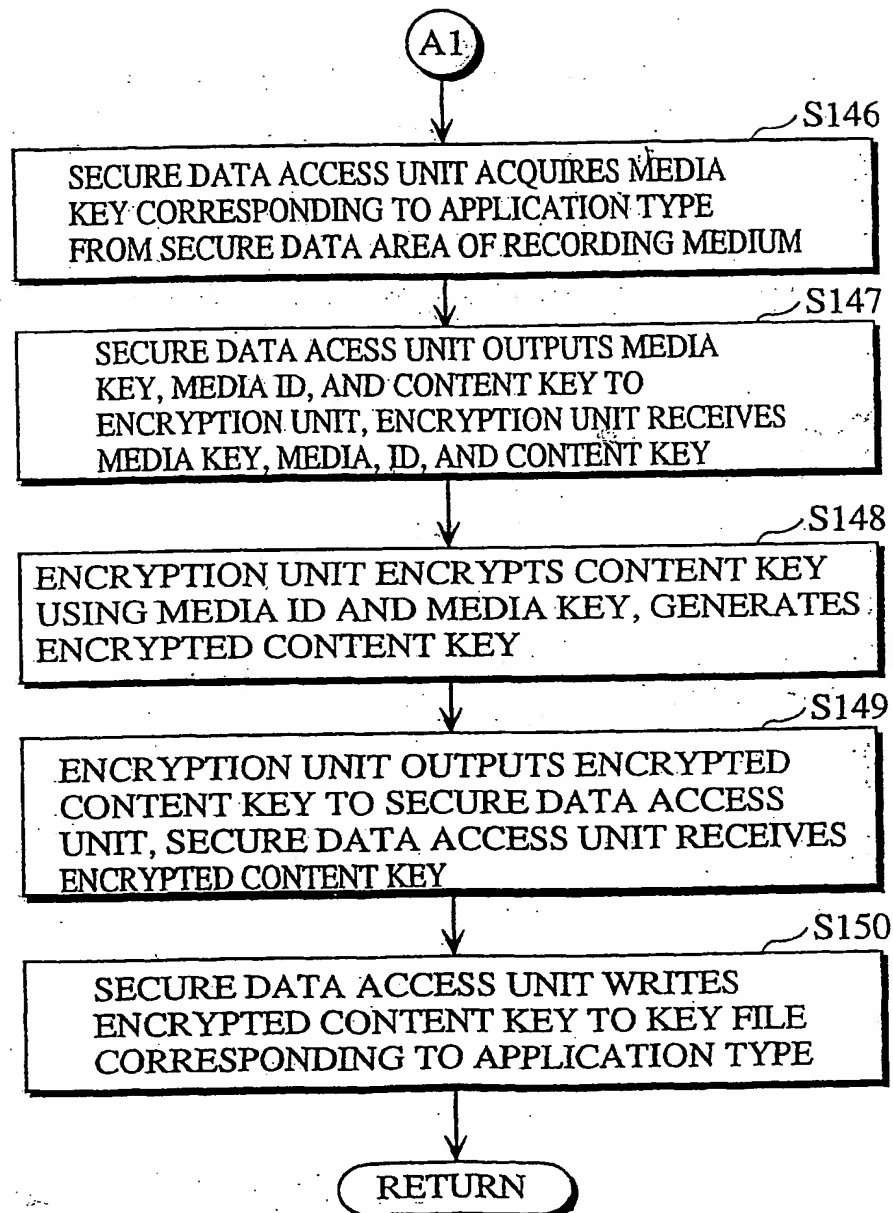 A1
S146
SECURE DATA ACCESS UNIT ACQUIRES MEDIA
KEY CORRESPONDING TO APPLICATION TYPE
FROM SECURE DATA AREA OF RECORDING MEDIUM
S147
SECURE DATA ACESS UNIT OUTPUTS MEDIA
KEY, MEDIA ID, AND CONTENT KEY TO
ENCRYPTION UNIT, ENCRYPTION UNIT RECEIVES
MEDIA KEY, MEDIA, ID, AND CONTENT KEY
S148
ENCRYPTION UNIT ENCRYPTS CONTENT KEY
USING MEDIA ID AND MEDIA KEY, GENERATES
ENCRYPTED CONTENT KEY
S149
ENCRYPTION UNIT OUTPUTS ENCRYPTED
CONTENT KEY TO SECURE DATA ACCESS
UNIT, SECURE DATA ACCESS UNIT RECEIVES
ENCRYPTED CONTENT KEY
S150
SECURE DATA ACCESS UNIT WRITES
ENCRYPTED CONTENT KEY TO KEY FILE
CORRESPONDING TO APPLICATION TYPE
RETURN